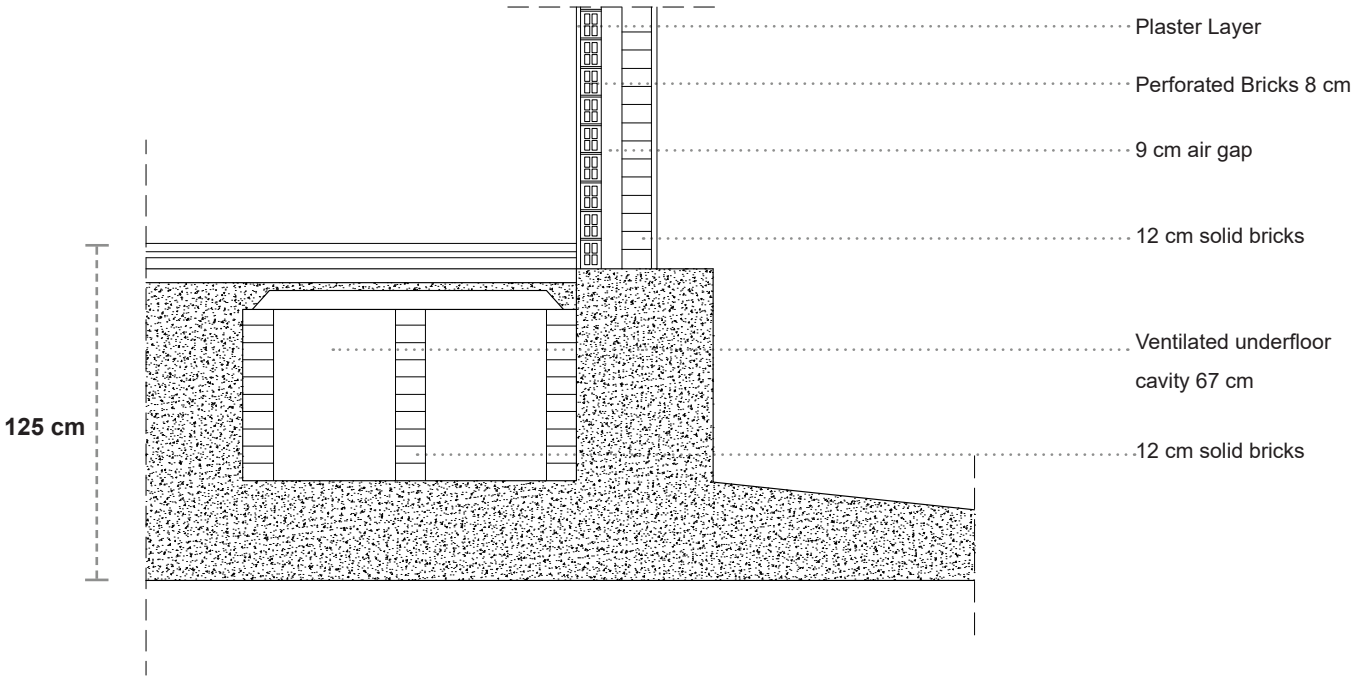 Plaster Layer
Perforated Bricks 8 cm
9 cm air gap
12 cm solid bricks
Ventilated underfloor
cavity 67 cm
125 cm
12 cm solid bricks